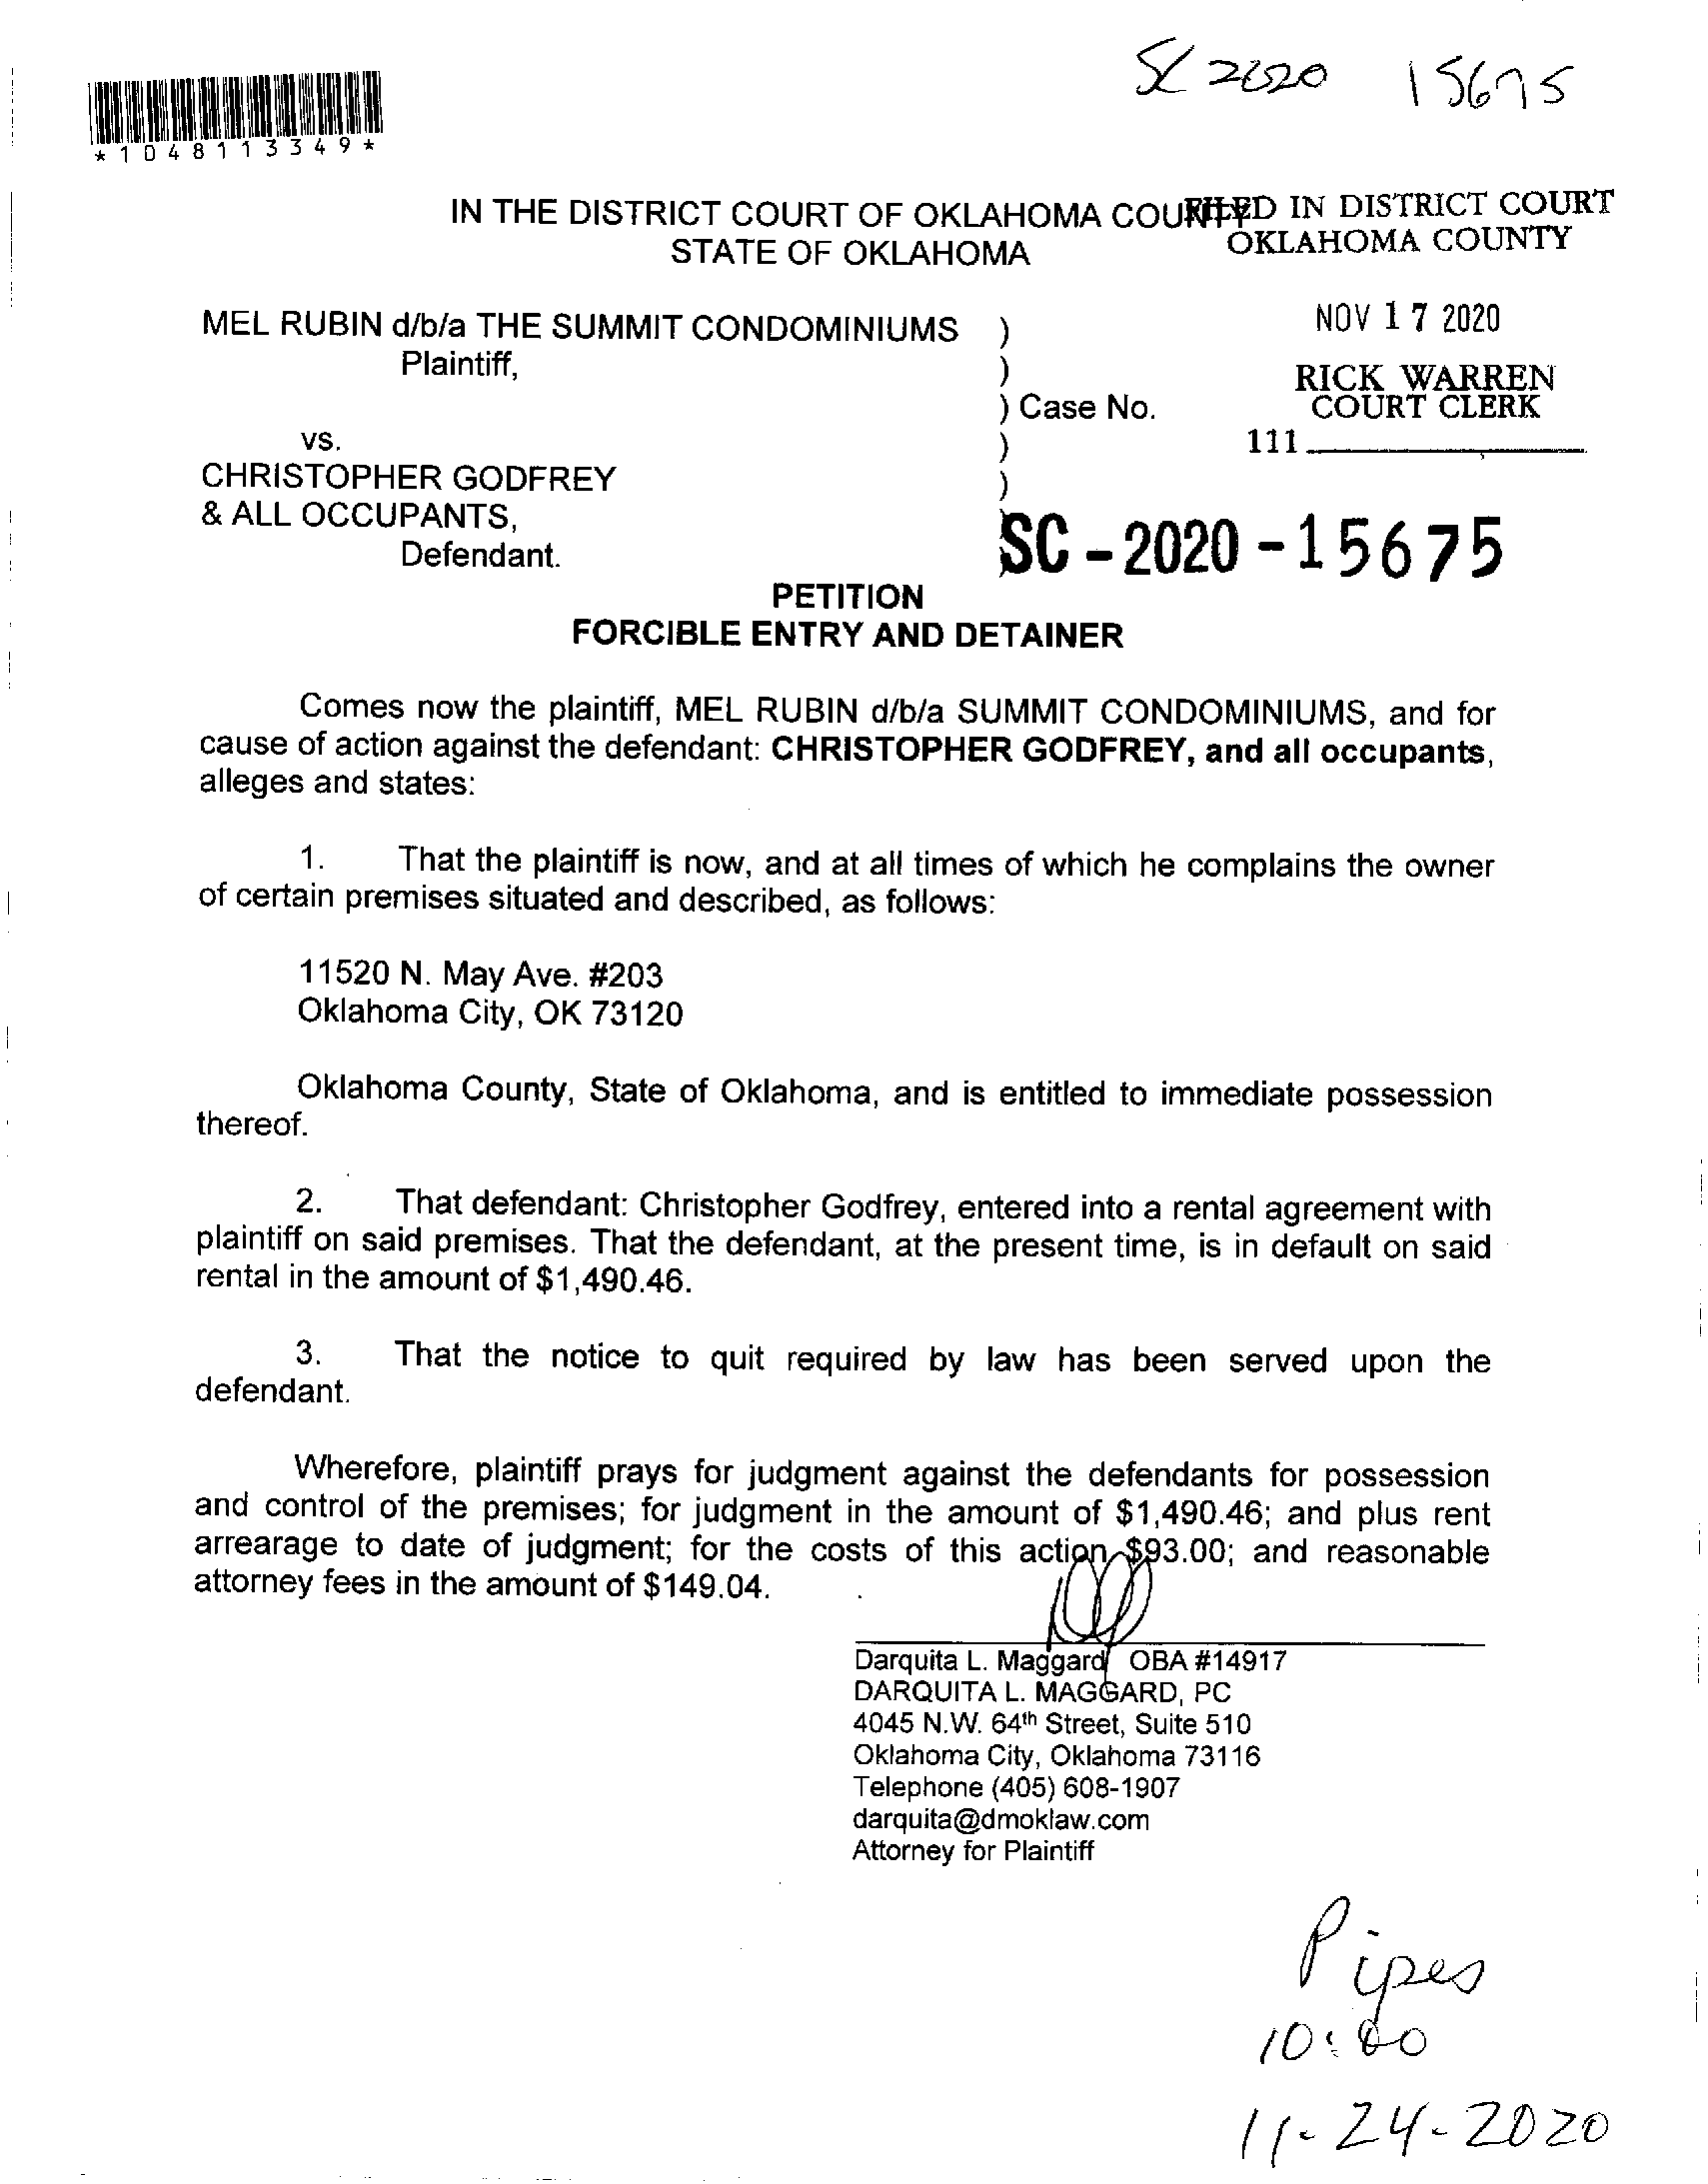 SC 2020 15675
*1048113349*
IN THE DISTRICT COURT OF OKLAHOMA COUNTY
STATE OF OKLAHOMA
FILED IN DISTRICT COURT
OKLAHOMA COUNTY
NOV 17 2020
RICK WARREN
COURT CLERK
111
MEL RUBIN d/b/a THE SUMMIT CONDOMINIUMS )
Plaintiff, )
) Case No.
vs. )
CHRISTOPHER GODFREY )
& ALL OCCUPANTS, )
Defendant.
SC-2020-15675
PETITION
FORCIBLE ENTRY AND DETAINER
Comes now the plaintiff, MEL RUBIN d/b/a SUMMIT CONDOMINIUMS, and for
cause of action against the defendant: CHRISTOPHER GODFREY, and all occupants,
alleges and states:
1. That the plaintiff is now, and at all times of which he complains the owner
of certain premises situated and described, as follows:
11520 N. May Ave. #203
Oklahoma City, OK 73120
Oklahoma County, State of Oklahoma, and is entitled to immediate possession
thereof.
2. That defendant: Christopher Godfrey, entered into a rental agreement with
plaintiff on said premises. That the defendant, at the present time, is in default on said
rental in the amount of $1,490.46.
3. That the notice to quit required by law has been served upon the
defendant.
Wherefore, plaintiff prays for judgment against the defendants for possession
and control of the premises; for judgment in the amount of $1,490.46; and plus rent
arrearage to date of judgment; for the costs of this action $93.00; and reasonable
attorney fees in the amount of $149.04.
Darquita L. Maggard OBA #14917
DARQUITA L. MAGGARD, PC
4045 N.W. 64th Street, Suite 510
Oklahoma City, Oklahoma 73116
Telephone (405) 608-1907
darquita@dmoklaw.com
Attorney for Plaintiff
Pipes
10:00
11-24-2020